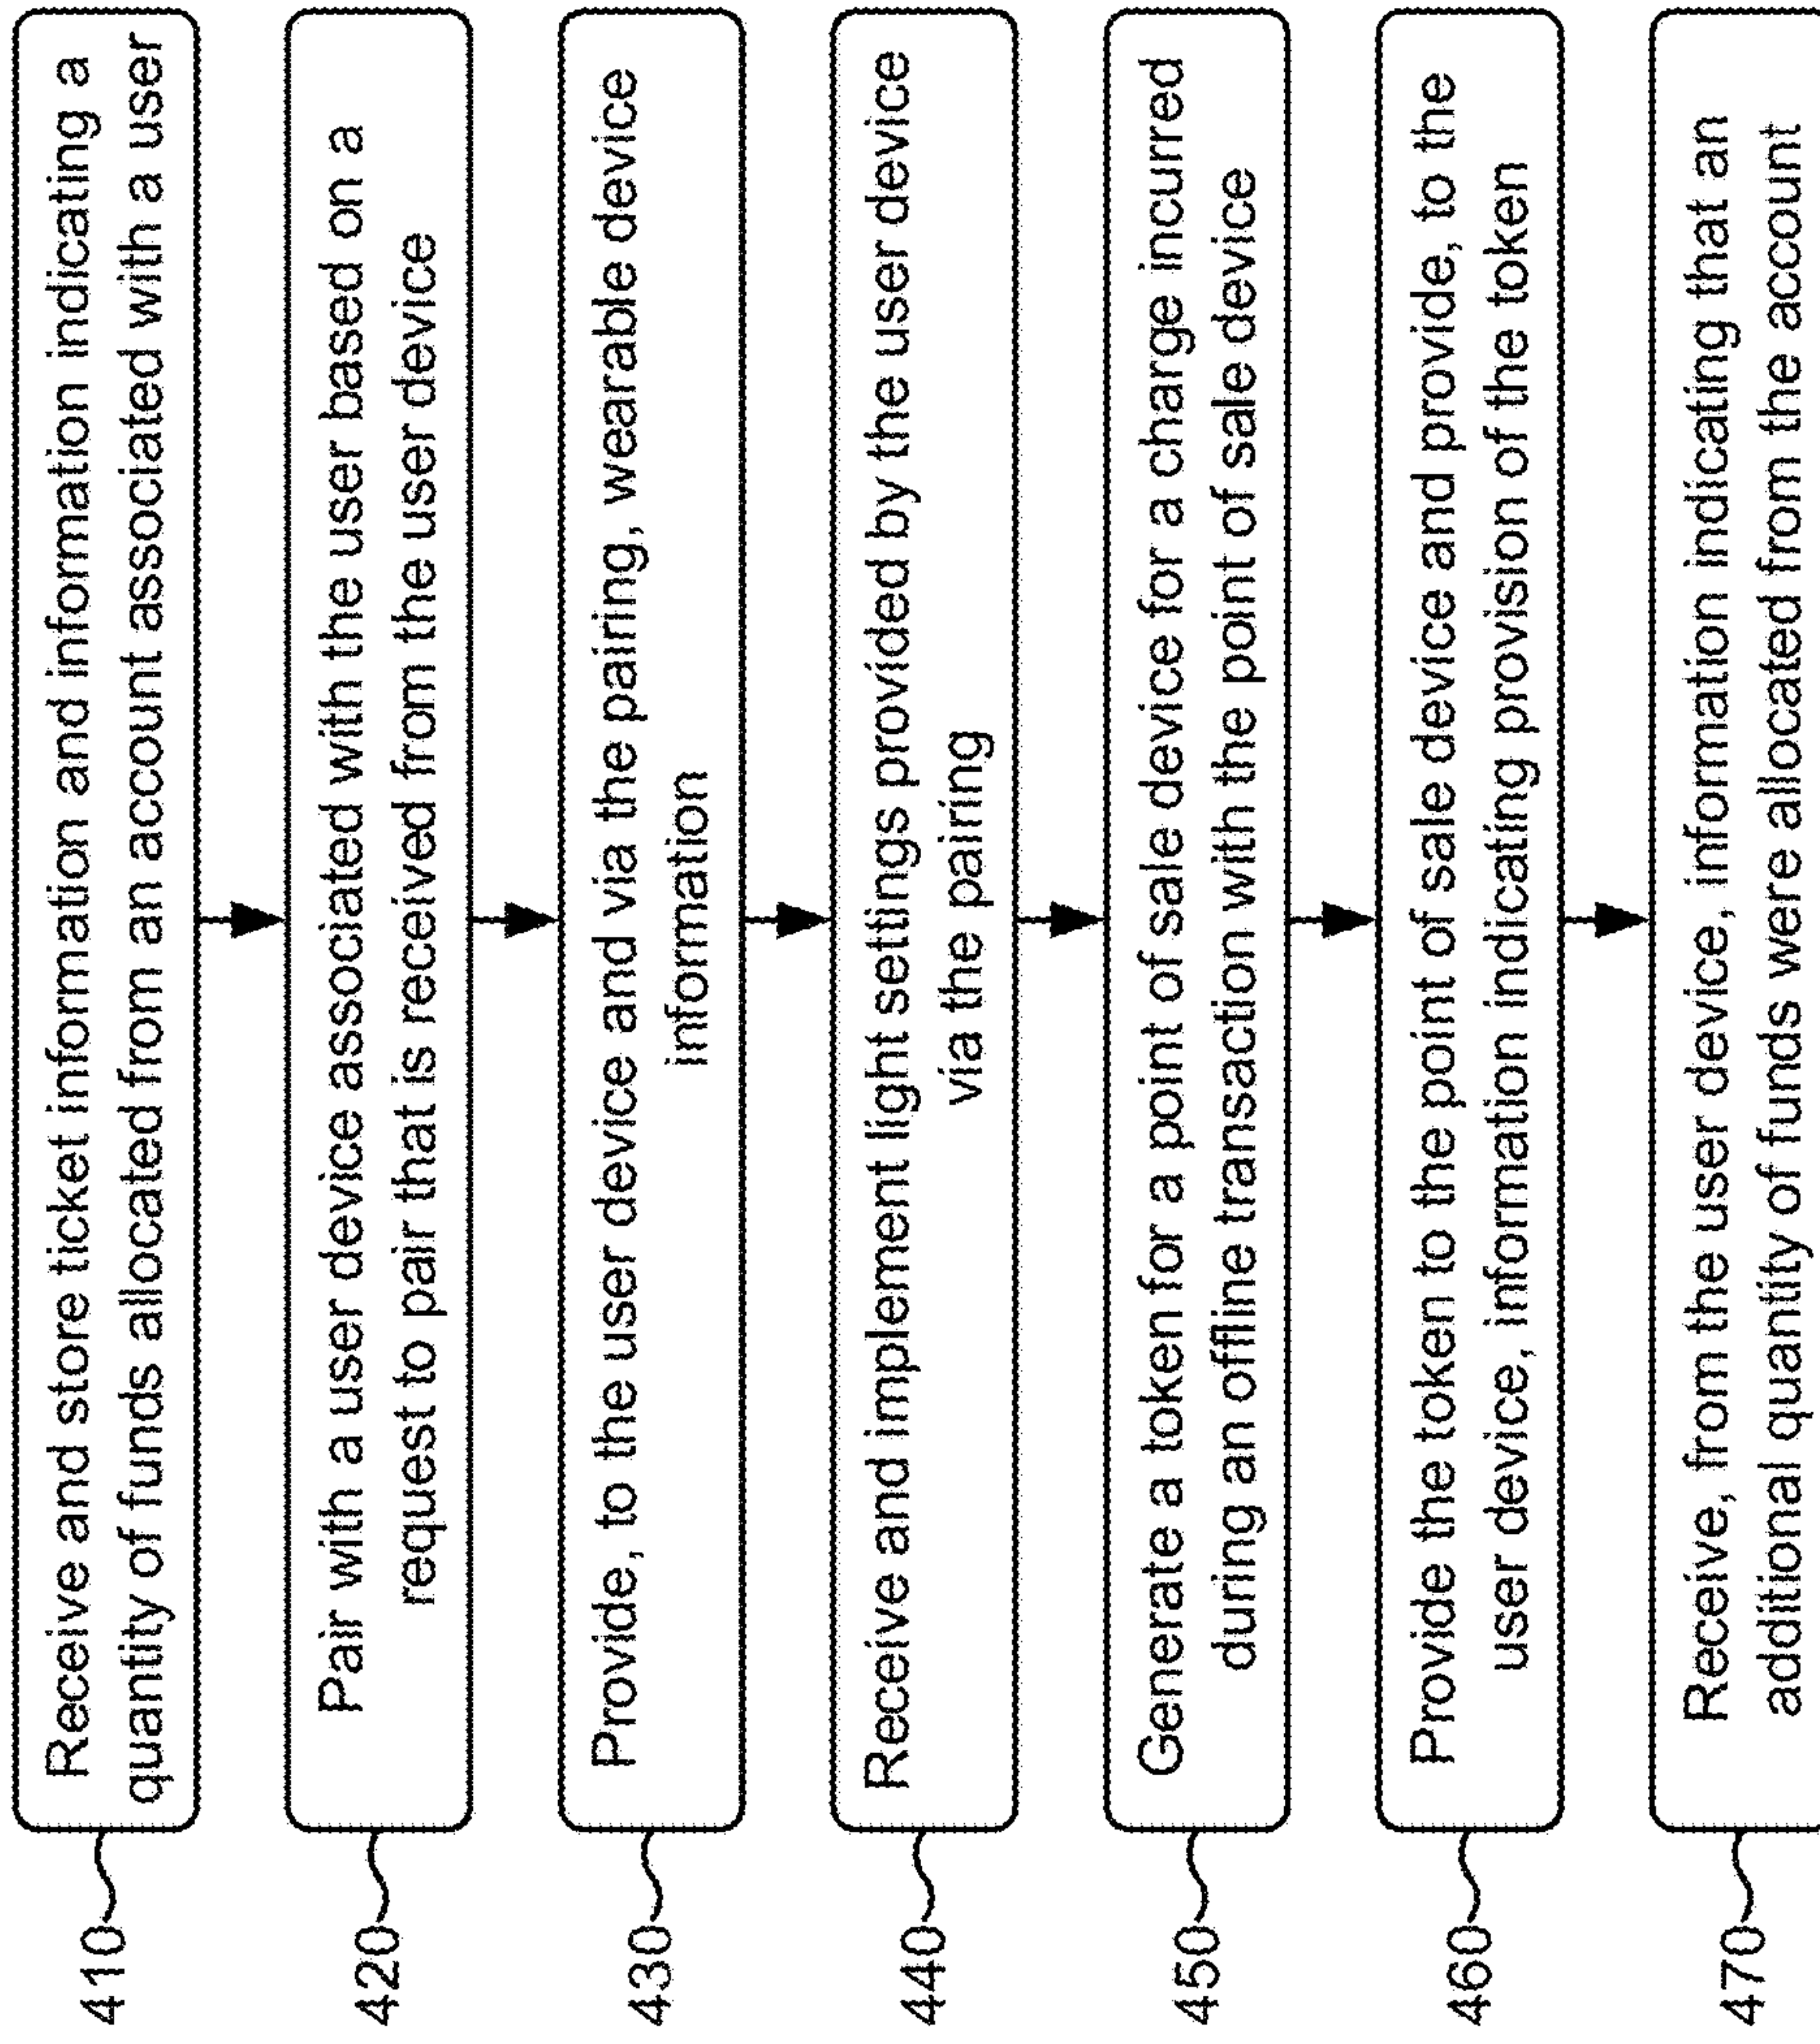 410
Receive and store ticket information and information indicating a
quantity of funds allocated from an account associated with a user
420
Pair with a user device associated with the user based on a
request to pair that is received from the user device
430
Provide, to the user device and via the pairing, wearable device
information
440
Receive and implement light settings provided by the user device
via the pairing
450
Generate a token for a point of sale device for a charge incurred
during an offline transaction with the point of sale device
460
Provide the token to the point of sale device and provide, to the
user device, information indicating provision of the token
470
Receive, from the user device, information indicating that an
additional quantity of funds were allocated from the account